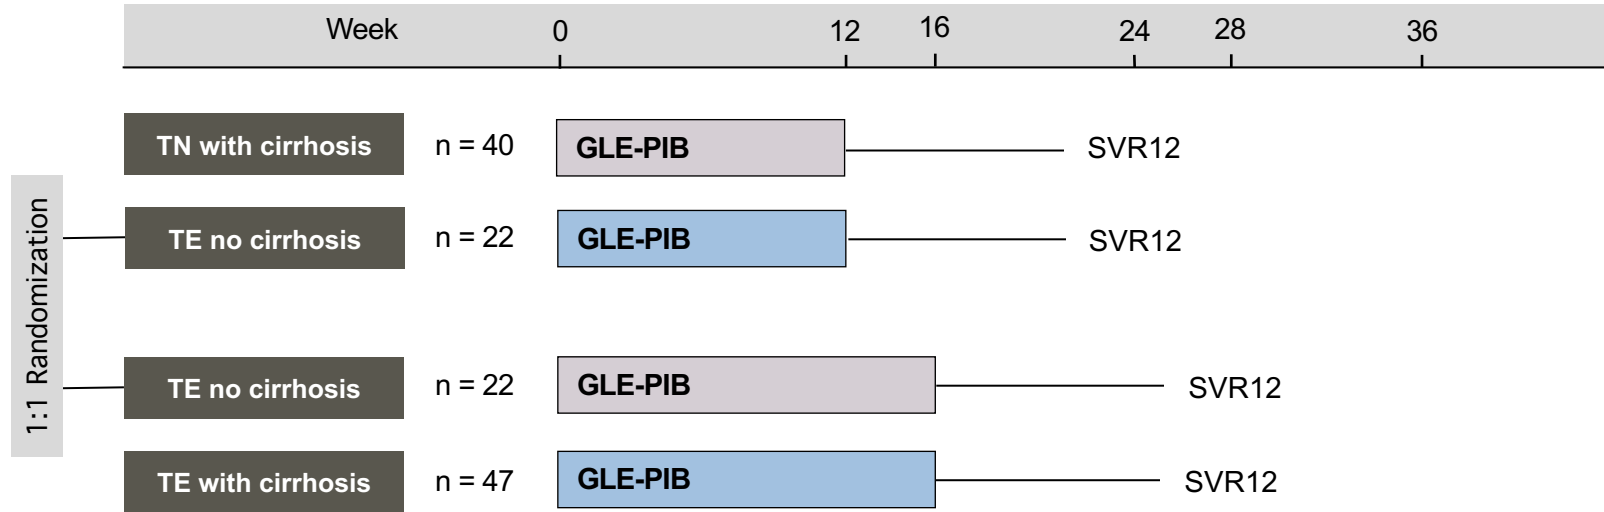 Week 0 12 16 24 28 36
1:1 Randomization
TN with cirrhosis n = 40 GLE-PIB SVR12
TE no cirrhosis n = 22 GLE-PIB SVR12
TE no cirrhosis n = 22 GLE-PIB SVR12
TE with cirrhosis n = 47 GLE-PIB SVR12